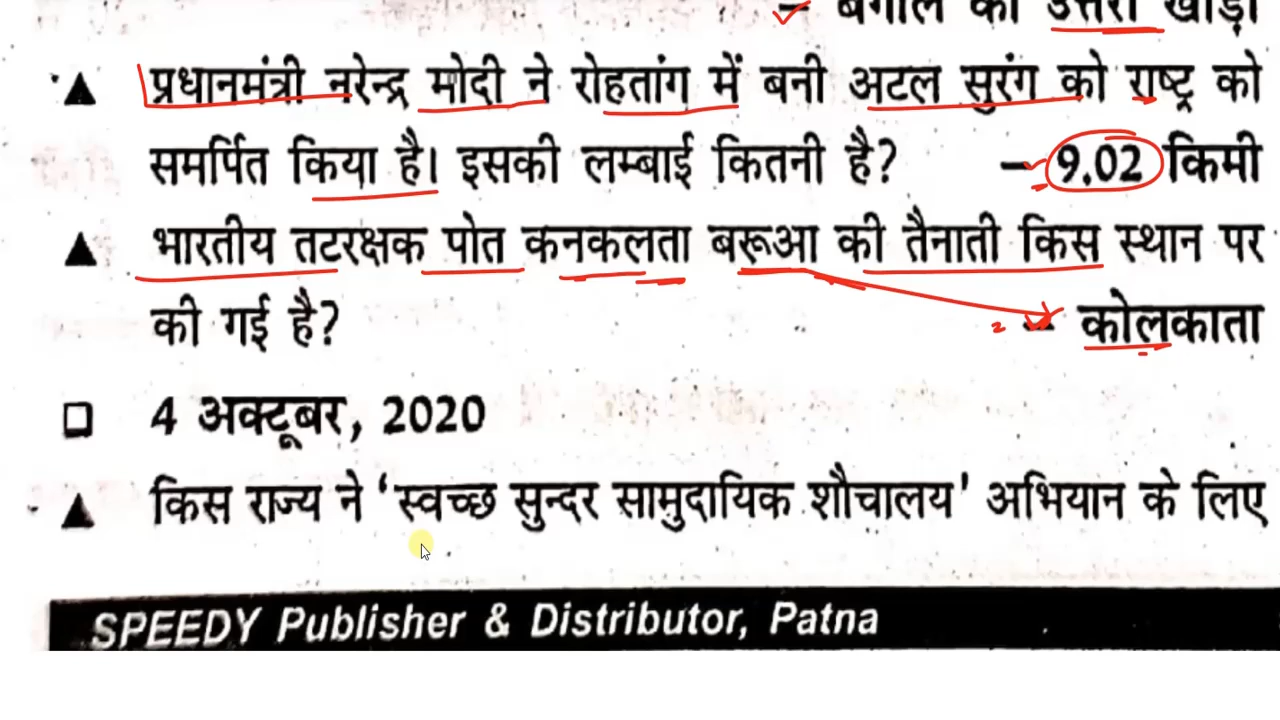 – बंगाल की उत्तरी खाड़ी
▲ प्रधानमंत्री नरेन्द्र मोदी ने रोहतांग में बनी अटल सुरंग को राष्ट्र को
समर्पित किया है। इसकी लम्बाई कितनी है? – 9.02 किमी
▲ भारतीय तटरक्षक पोत कनकलता बरूआ की तैनाती किस स्थान पर
की गई है? – कोलकाता
☐ 4 अक्टूबर, 2020
▲ किस राज्य ने ‘स्वच्छ सुन्दर सामुदायिक शौचालय’ अभियान के लिए
SPEEDY Publisher & Distributor, Patna